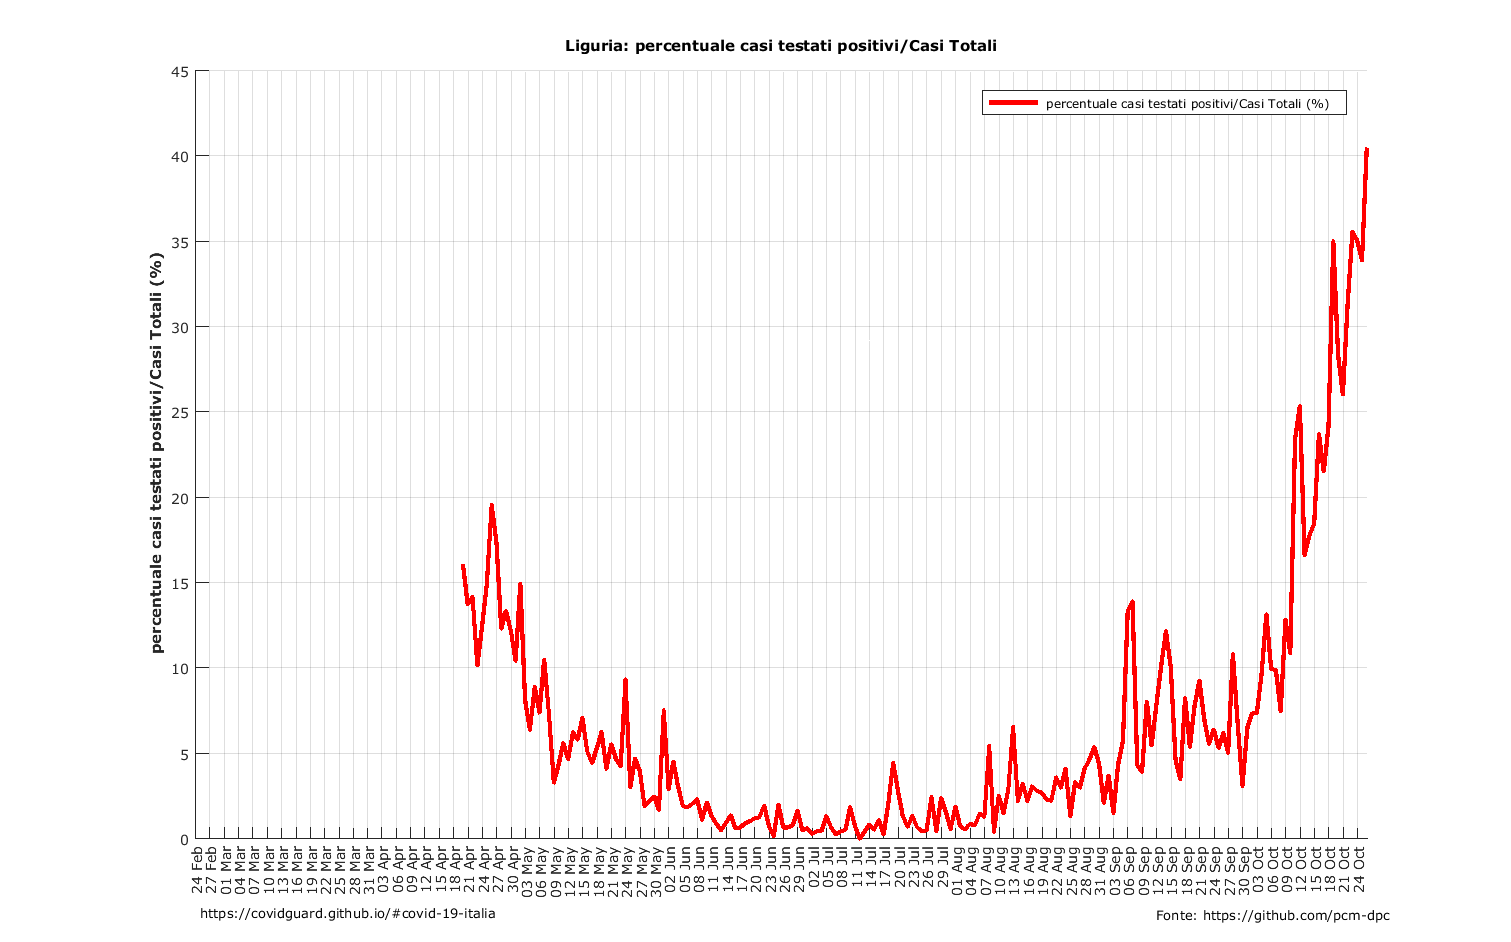 Liguria: percentuale casi testati positivi/Casi Totali
percentuale casi testati positivi/Casi Totali (%)
percentuale casi testati positivi/Casi Totali (%)
45
40
35
30
25
20
15
10
5
0
24 Feb
27 Feb
01 Mar
04 Mar
07 Mar
10 Mar
13 Mar
16 Mar
19 Mar
22 Mar
25 Mar
28 Mar
31 Mar
03 Apr
06 Apr
09 Apr
12 Apr
15 Apr
18 Apr
21 Apr
24 Apr
27 Apr
30 Apr
03 May
06 May
09 May
12 May
15 May
18 May
21 May
24 May
27 May
30 May
02 Jun
05 Jun
08 Jun
11 Jun
14 Jun
17 Jun
20 Jun
23 Jun
26 Jun
29 Jun
02 Jul
05 Jul
08 Jul
11 Jul
14 Jul
17 Jul
20 Jul
23 Jul
26 Jul
29 Jul
01 Aug
04 Aug
07 Aug
10 Aug
13 Aug
16 Aug
19 Aug
22 Aug
25 Aug
28 Aug
31 Aug
03 Sep
06 Sep
09 Sep
12 Sep
15 Sep
18 Sep
21 Sep
24 Sep
27 Sep
30 Sep
03 Oct
06 Oct
09 Oct
12 Oct
15 Oct
18 Oct
21 Oct
24 Oct
https://covidguard.github.io/#covid-19-italia
Fonte: https://github.com/pcm-dpc